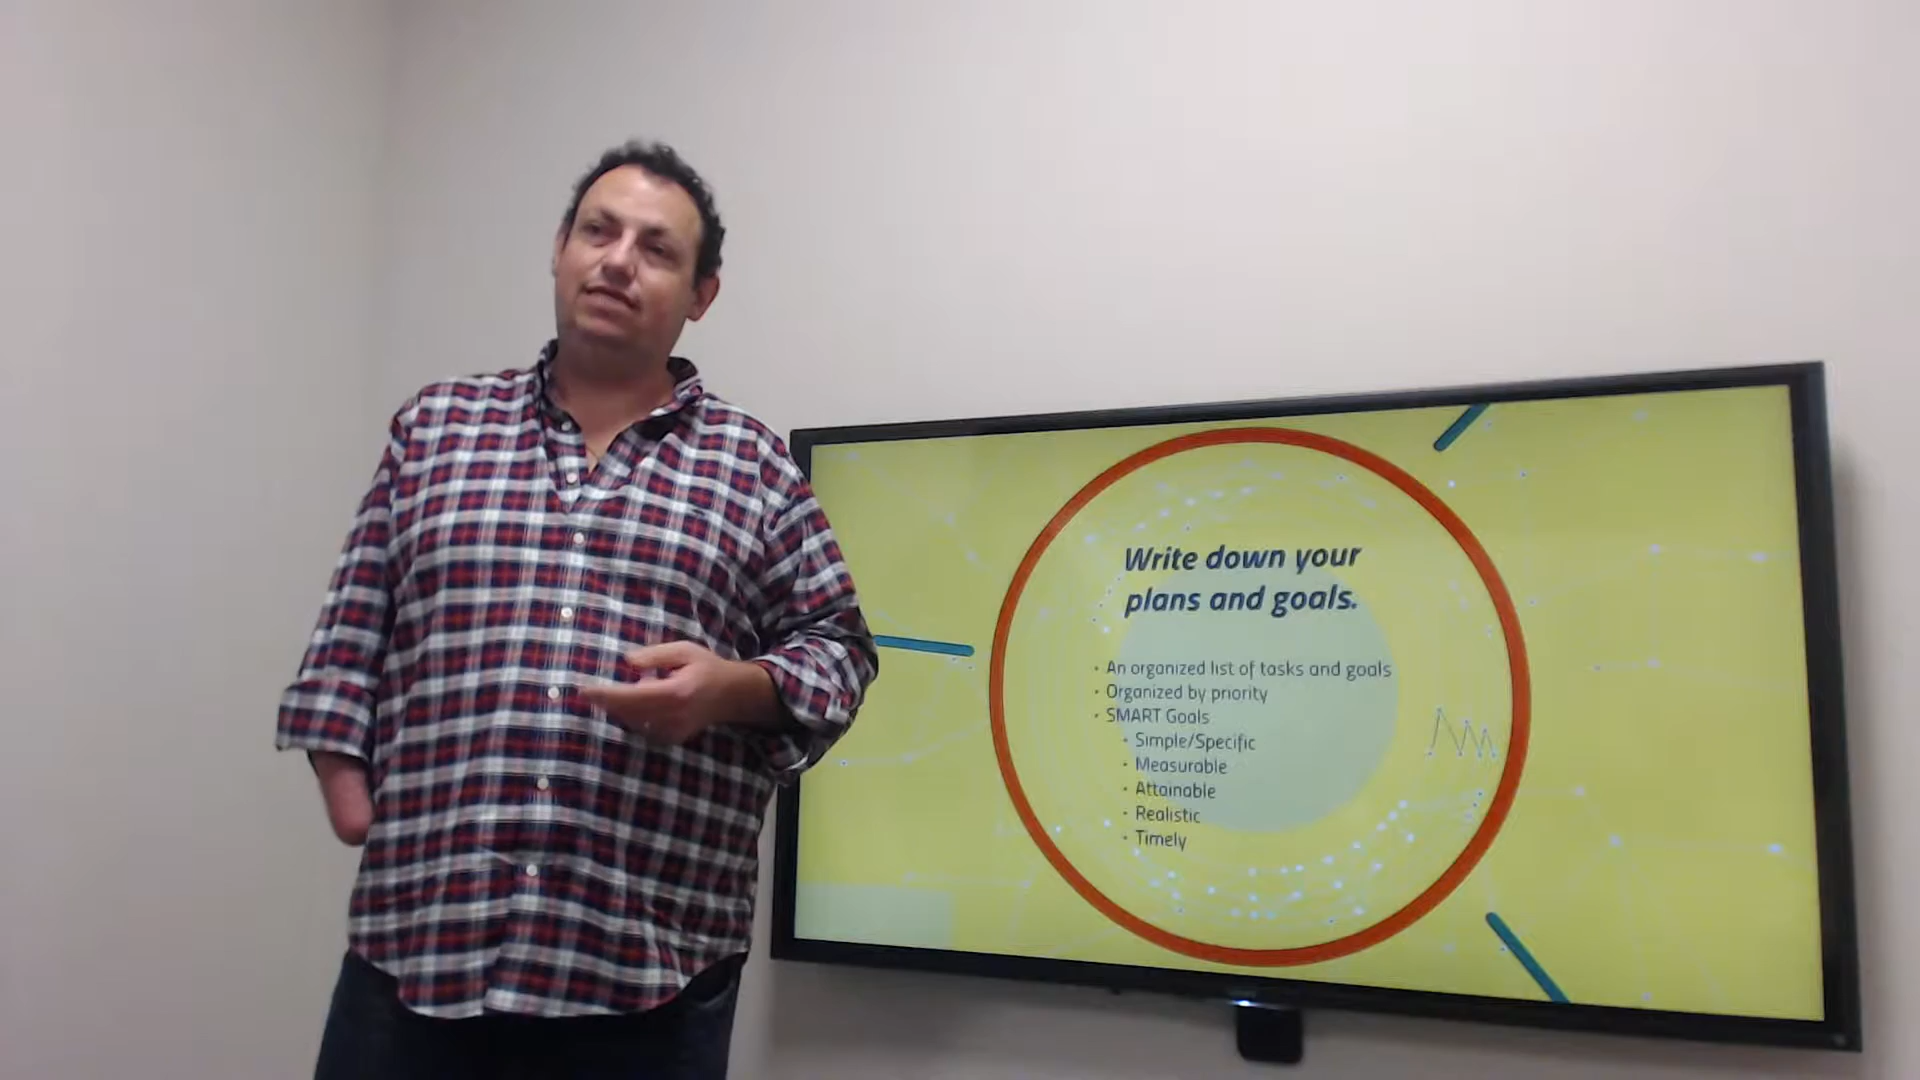 Write down your
plans and goals.
· An organized list of tasks and goals
· Organized by priority
· SMART Goals
· Simple/Specific
· Measurable
· Attainable
· Realistic
· Timely